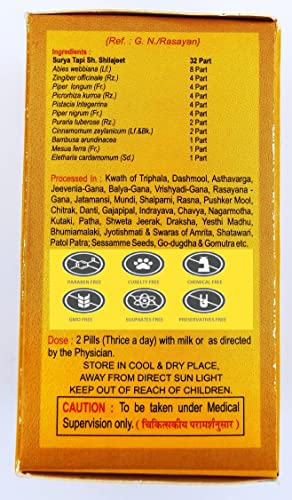 {Ref. : G. N./Rasayan}
Ingredients :
Surya Tapi Sh. Shilajeet 32 Part
Abies webbiana (Lf.) 8 Part
Zingiber officinale (Rz.) 4 Part
Piper tongum (Fr.) 4 Part
Picrorhiza kurroa (Rz.) 4 Part
Pistacia Integerrina 4 Part
Piper nigrum (Fr.) 4 Part
Puraria tuberose (Rz.) 2 Part
Cinnamomum zeylanicum (Lf.&Bk.) 2 Part
Bambusa arundinacea 1 Part
Mesua ferra (Fr.) 1 Part
Eletharia cardamomum (Sd.) 1 Part
Processed In : Kwath of Triphala, Dashmool, Asthavarga,
Jeevenia-Gana, Balya-Gana, Vrishyadi-Gana, Rasayana -
Gana, Jatamansi, Mundi, Shalparni, Rasna, Pushker Mool,
Chitrak, Danti, Gajapipal, Indrayava, Chavya, Nagarmotha,
Kutaki, Patha, Shweta Jeerak, Draksha, Yesthi Madhu,
Bhumiamalaki, Jyotishmati & Swaras of Amrita, Shatawari,
Patol Patra; Sessamme Seeds, Go-dugdha & Gomutra etc.
PARABEN FREE CURELTY FREE CHEMICAL FREE
GMO FREE SULPHATES FREE PRESERVATIVES FREE
Dose : 2 Pills (Thrice a day) with milk or as directed
by the Physician.
STORE IN COOL & DRY PLACE,
AWAY FROM DIRECT SUN LIGHT
KEEP OUT OF REACH OF CHILDREN.
CAUTION : To be taken under Medical
Supervision only. (चिकित्सकीय परामर्शानुसार)